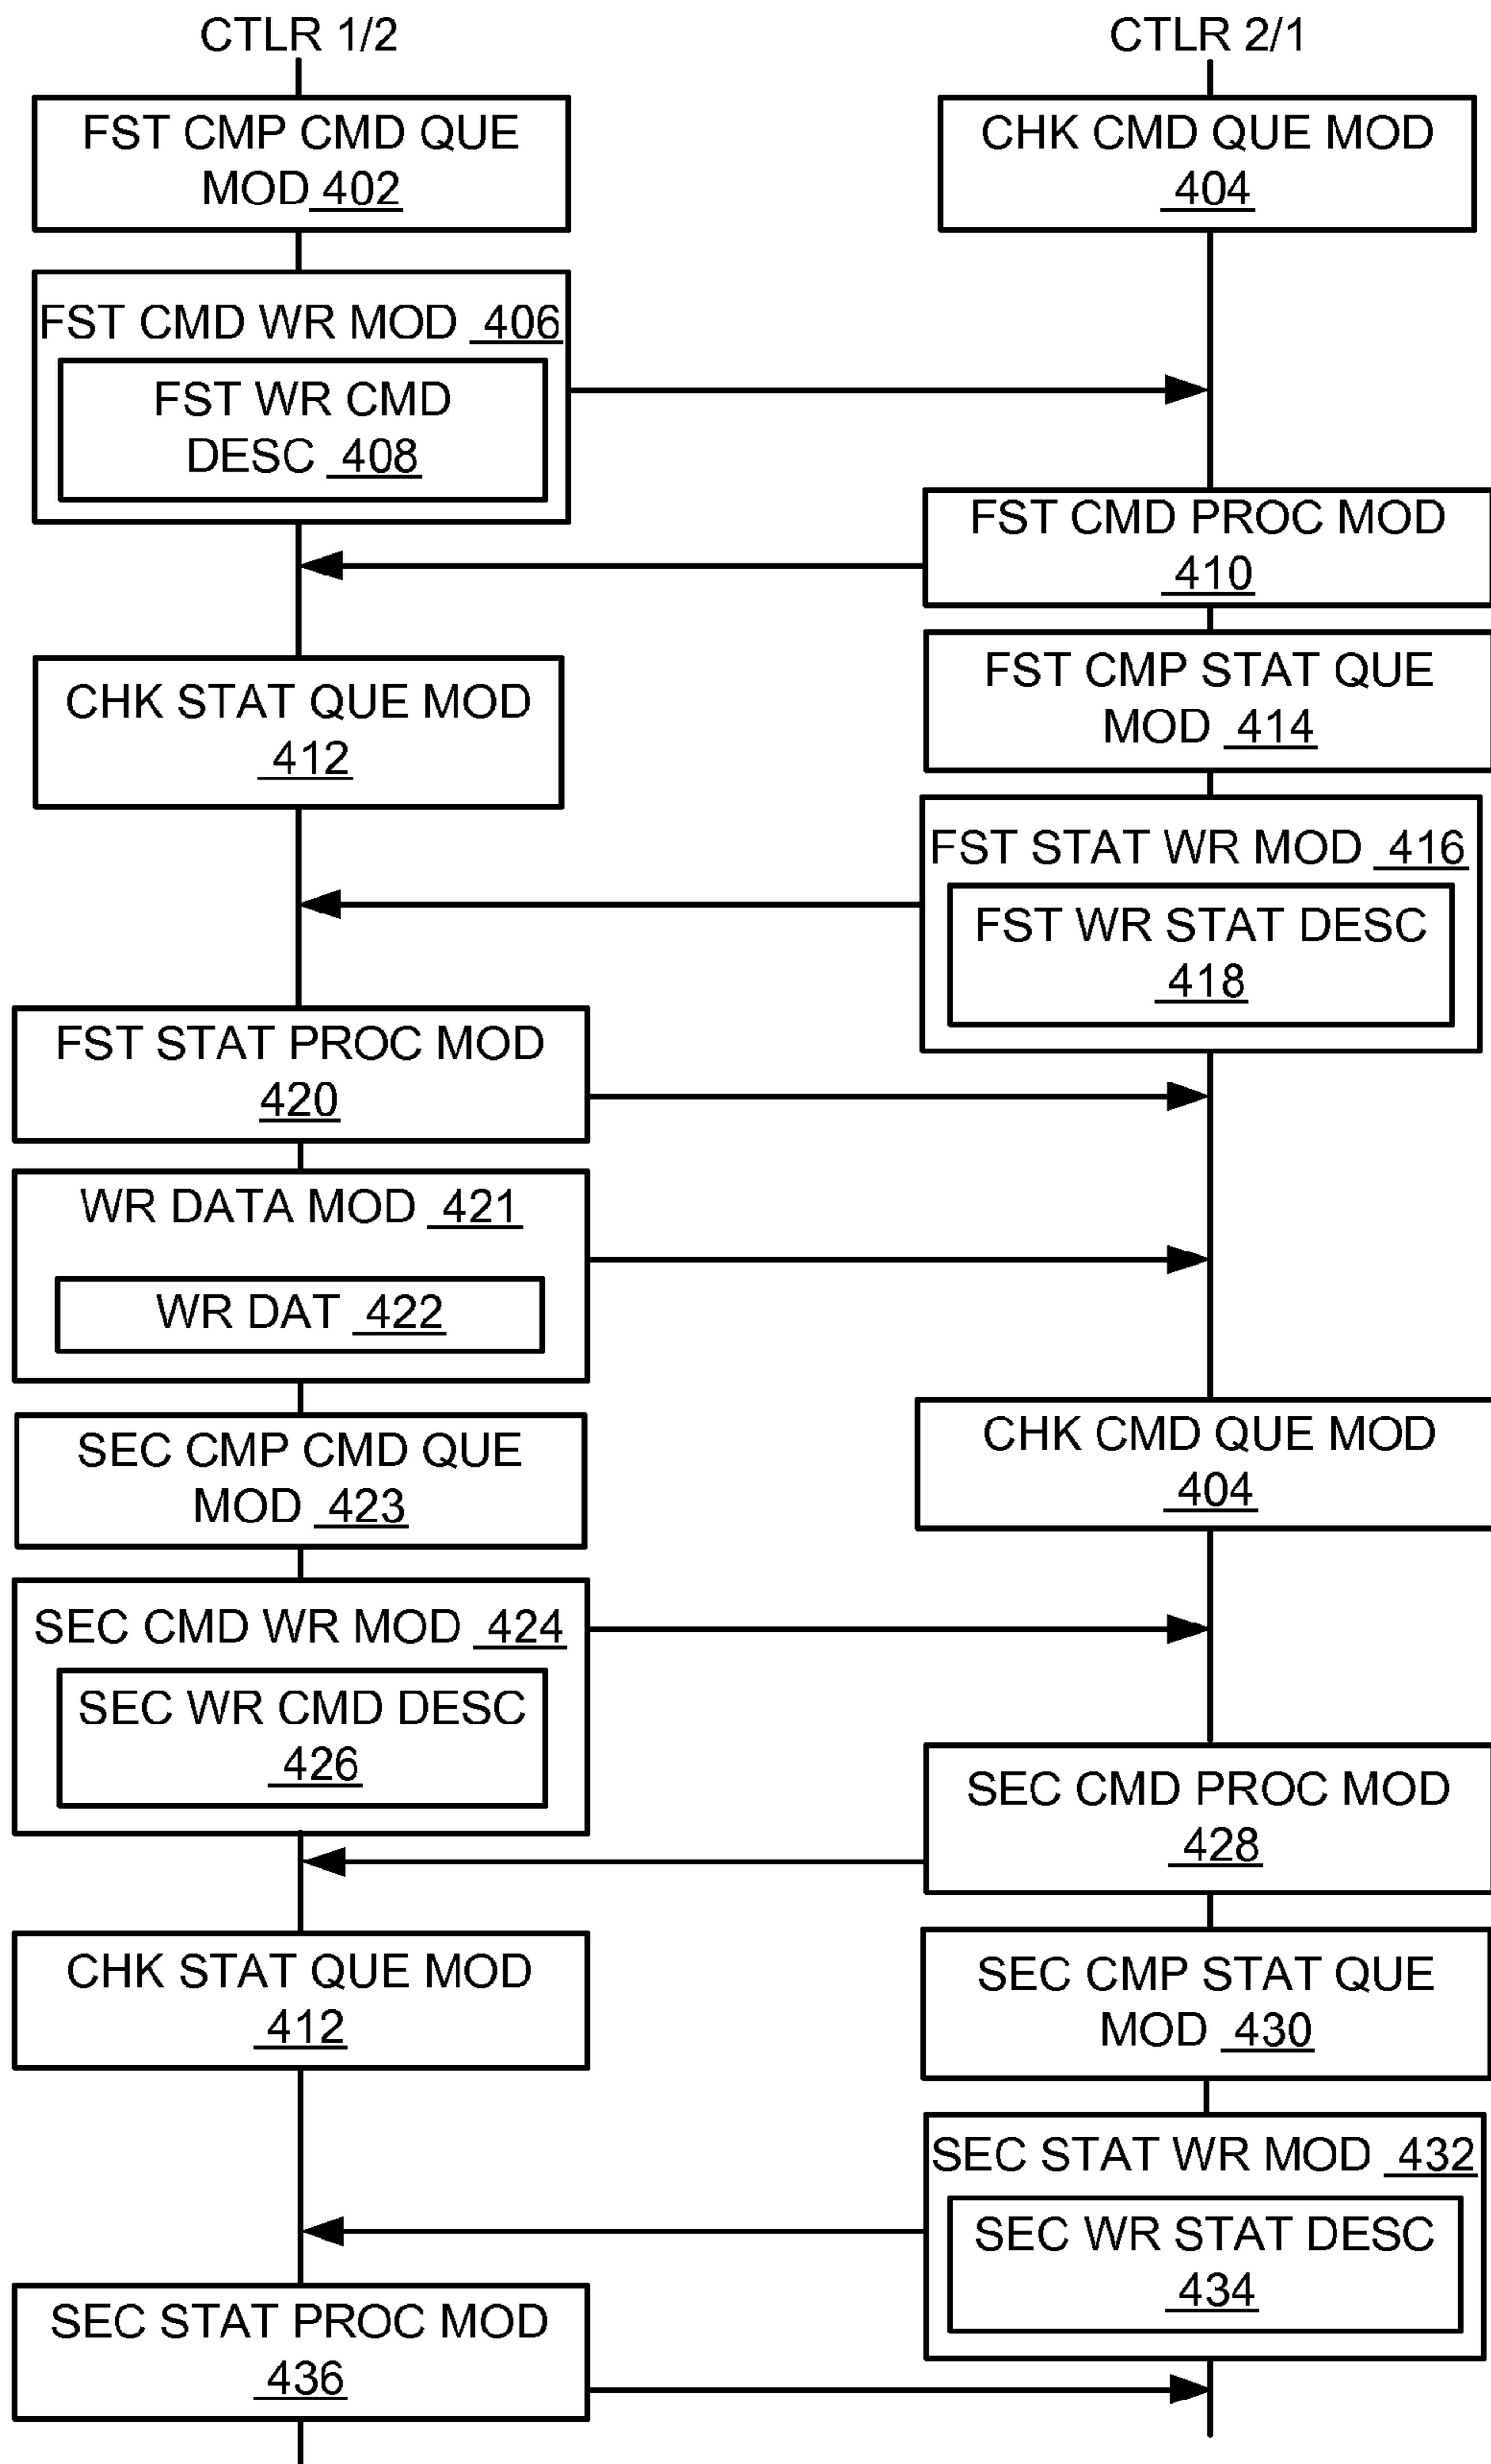 CTLR 1/2
CTLR 2/1
FST CMP CMD QUE
MOD 402
CHK CMD QUE MOD
404
FST CMD WR MOD 406
FST WR CMD
DESC 408
FST CMD PROC MOD
410
CHK STAT QUE MOD
412
FST CMP STAT QUE
MOD 414
FST STAT WR MOD 416
FST WR STAT DESC
418
FST STAT PROC MOD
420
WR DATA MOD 421
WR DAT 422
SEC CMP CMD QUE
MOD 423
CHK CMD QUE MOD
404
SEC CMD WR MOD 424
SEC WR CMD DESC
426
SEC CMD PROC MOD
428
CHK STAT QUE MOD
412
SEC CMP STAT QUE
MOD 430
SEC STAT WR MOD 432
SEC WR STAT DESC
434
SEC STAT PROC MOD
436